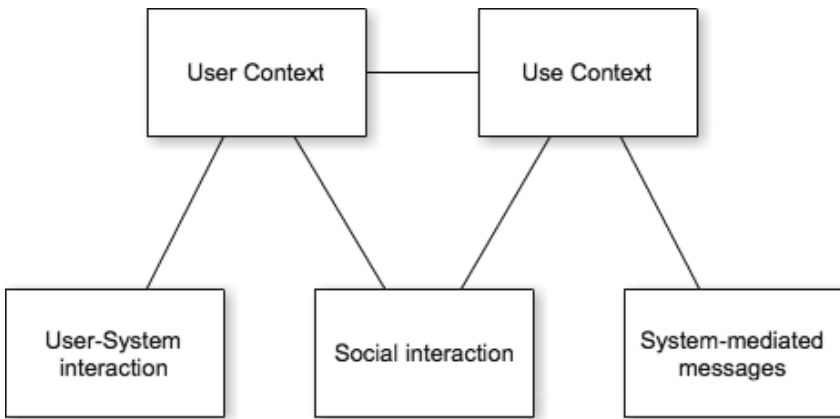 User Context
Use Context
User-System
interaction
Social interaction
System-mediated
messages